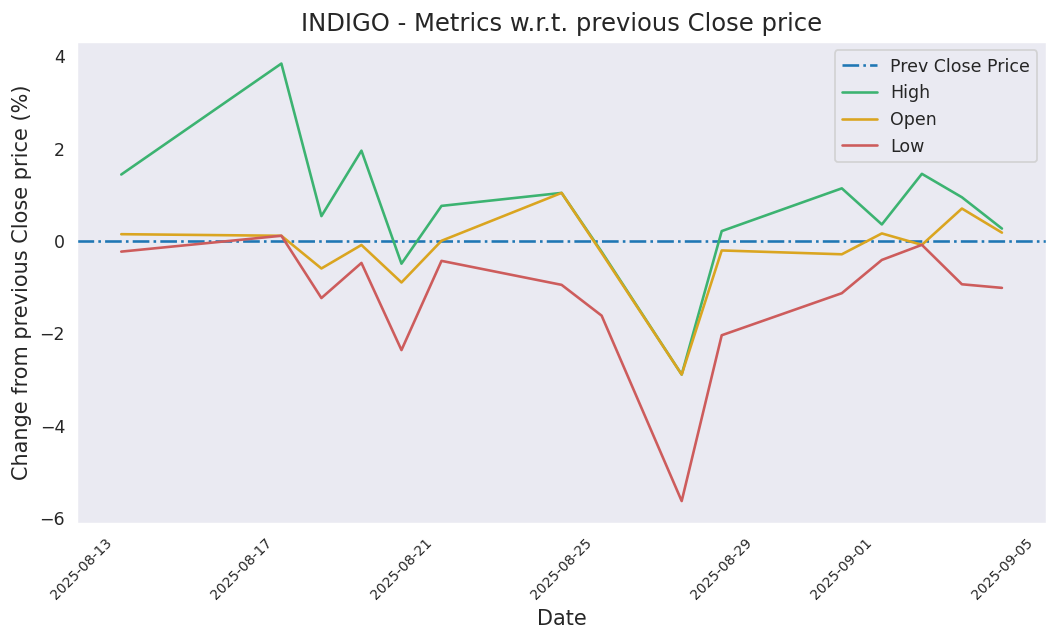 INDIGO - Metrics w.r.t. previous Close price
Change from previous Close price (%)
4
2
0
−2
−4
−6
Prev Close Price
High
Open
Low
2025-08-13
2025-08-17
2025-08-21
2025-08-25
2025-08-29
2025-09-01
2025-09-05
Date